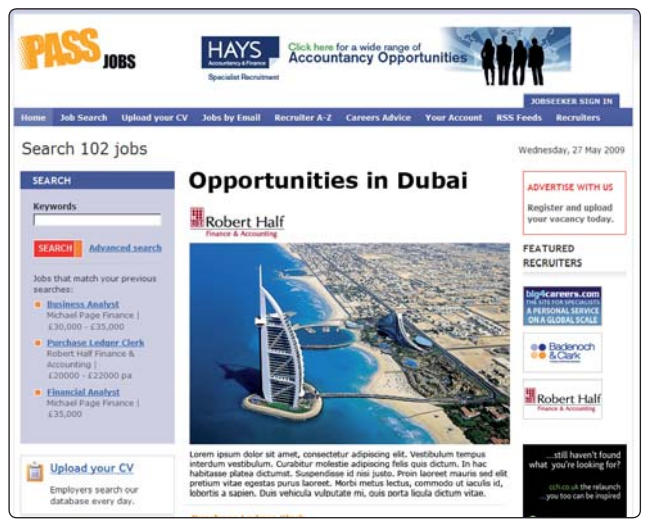 PASS JOBS
HAYS
Accountancy & Finance
Specialist Recruitment
Click here for a wide range of
Accountancy Opportunities
JOBSEEKER SIGN IN
Home Job Search Upload your CV Jobs by Email Recruiter A-Z Careers Advice Your Account RSS Feeds Recruiters
Search 102 jobs
Wednesday, 27 May 2009
SEARCH
Keywords
SEARCH Advanced search
Jobs that match your previous
searches:
Business Analyst
Michael Page Finance |
£30,000 - £35,000
Purchase Ledger Clerk
Robert Half Finance &
Accounting |
£20000 - £22000 pa
Financial Analyst
Michael Page Finance |
£35,000
Upload your CV
Employers search our
database every day.
Opportunities in Dubai
Robert Half
Finance & Accounting
Lorem ipsum dolor sit amet, consectetur adipiscing elit. Vestibulum tempus
interdum vestibulum. Curabitur molestie adipiscing felis quis dictum. In hac
habitasse platea dictumst. Suspendisse id nisi justo. Proin laoreet mauris sed elit
pretium vitae egestas purus laoreet. Morbi metus lectus, commodo ut iaculis id,
lobortis a sapien. Duis vehicula vulputate mi, quis porta ligula dictum vitae.
ADVERTISE WITH US
Register and upload
your vacancy today.
FEATURED
RECRUITERS
big4careers.com
THE SITE FOR SPECIALISTS
A PERSONAL SERVICE
ON A GLOBAL SCALE
Badenoch
& Clark
Robert Half
Finance & Accounting
...still haven't found
what you're looking for?
cch.co.uk the relaunch
...you too can be inspired